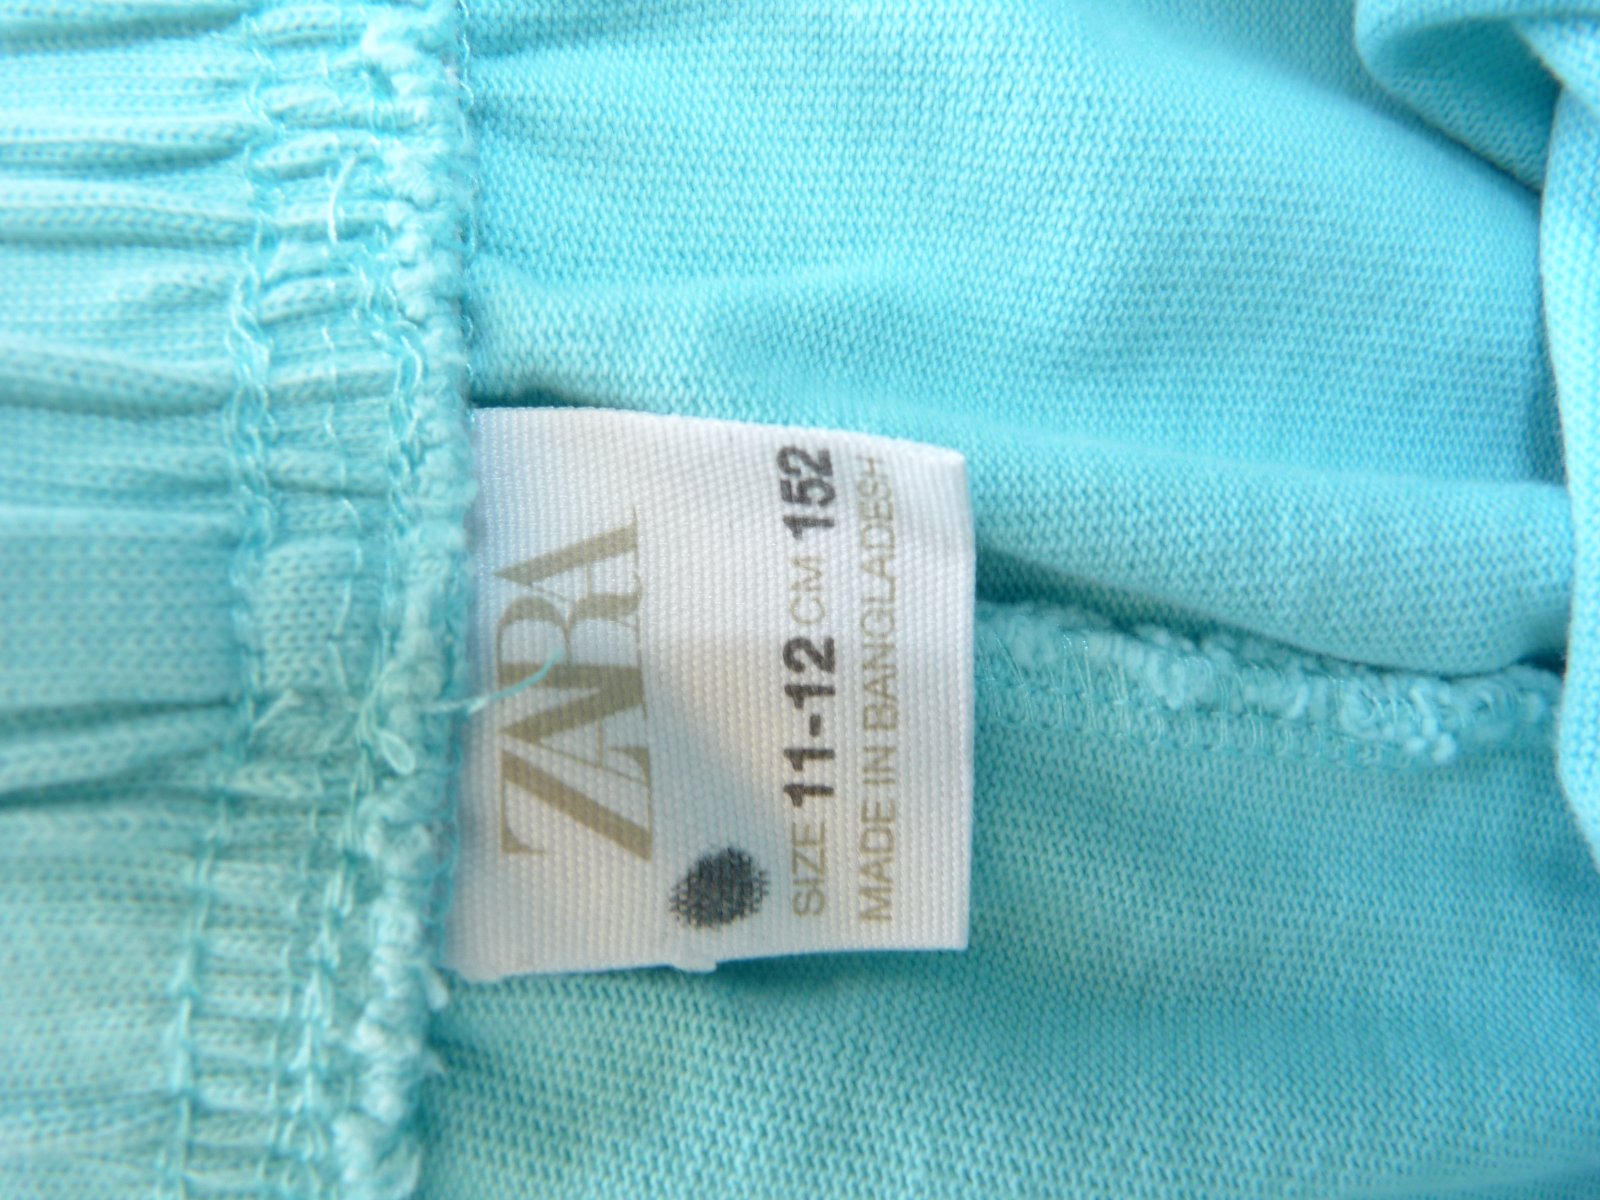 ZARA
SIZE 11-12 CM 152
MADE IN BANGLADESH